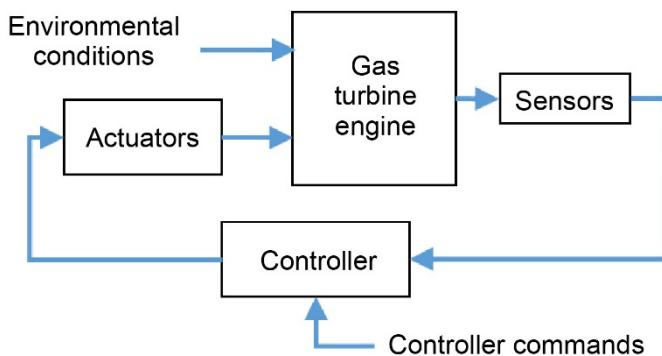 Environmental
conditions
Gas
turbine
engine
Sensors
Actuators
Controller
Controller commands